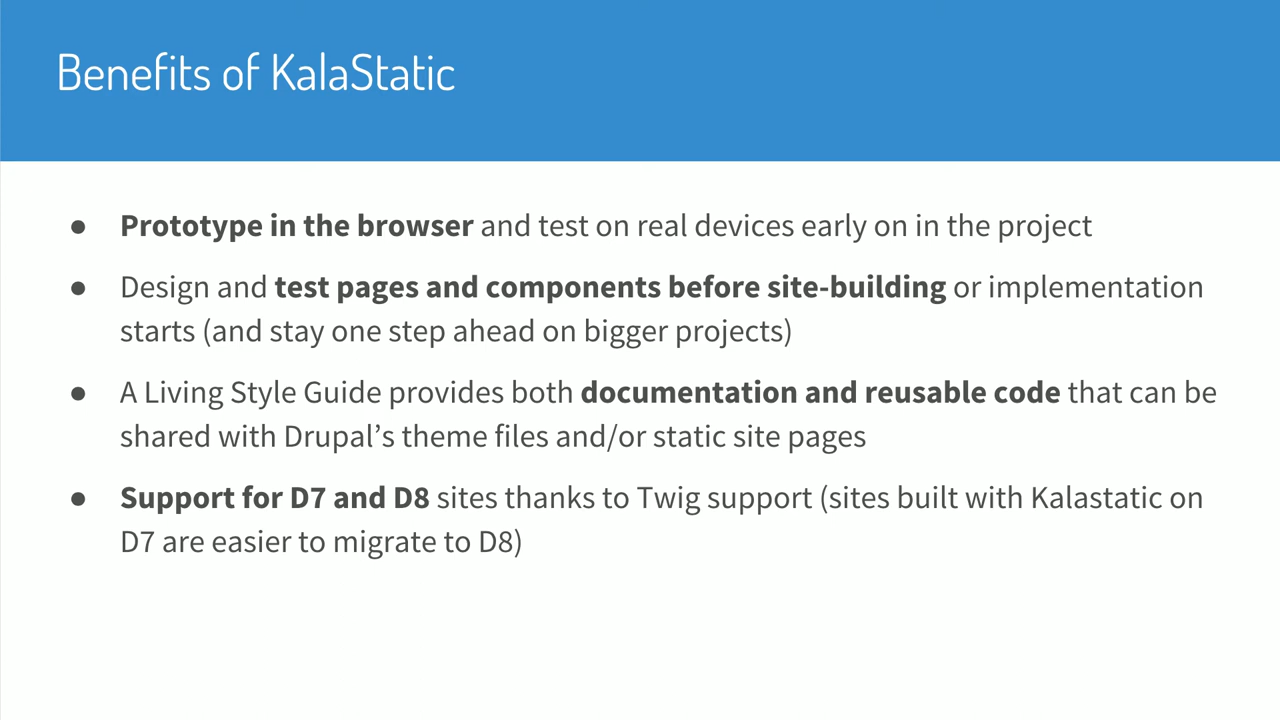 Benefits of KalaStatic
● Prototype in the browser and test on real devices early on in the project
● Design and test pages and components before site-building or implementation
starts (and stay one step ahead on bigger projects)
● A Living Style Guide provides both documentation and reusable code that can be
shared with Drupal’s theme files and/or static site pages
● Support for D7 and D8 sites thanks to Twig support (sites built with Kalastatic on
D7 are easier to migrate to D8)